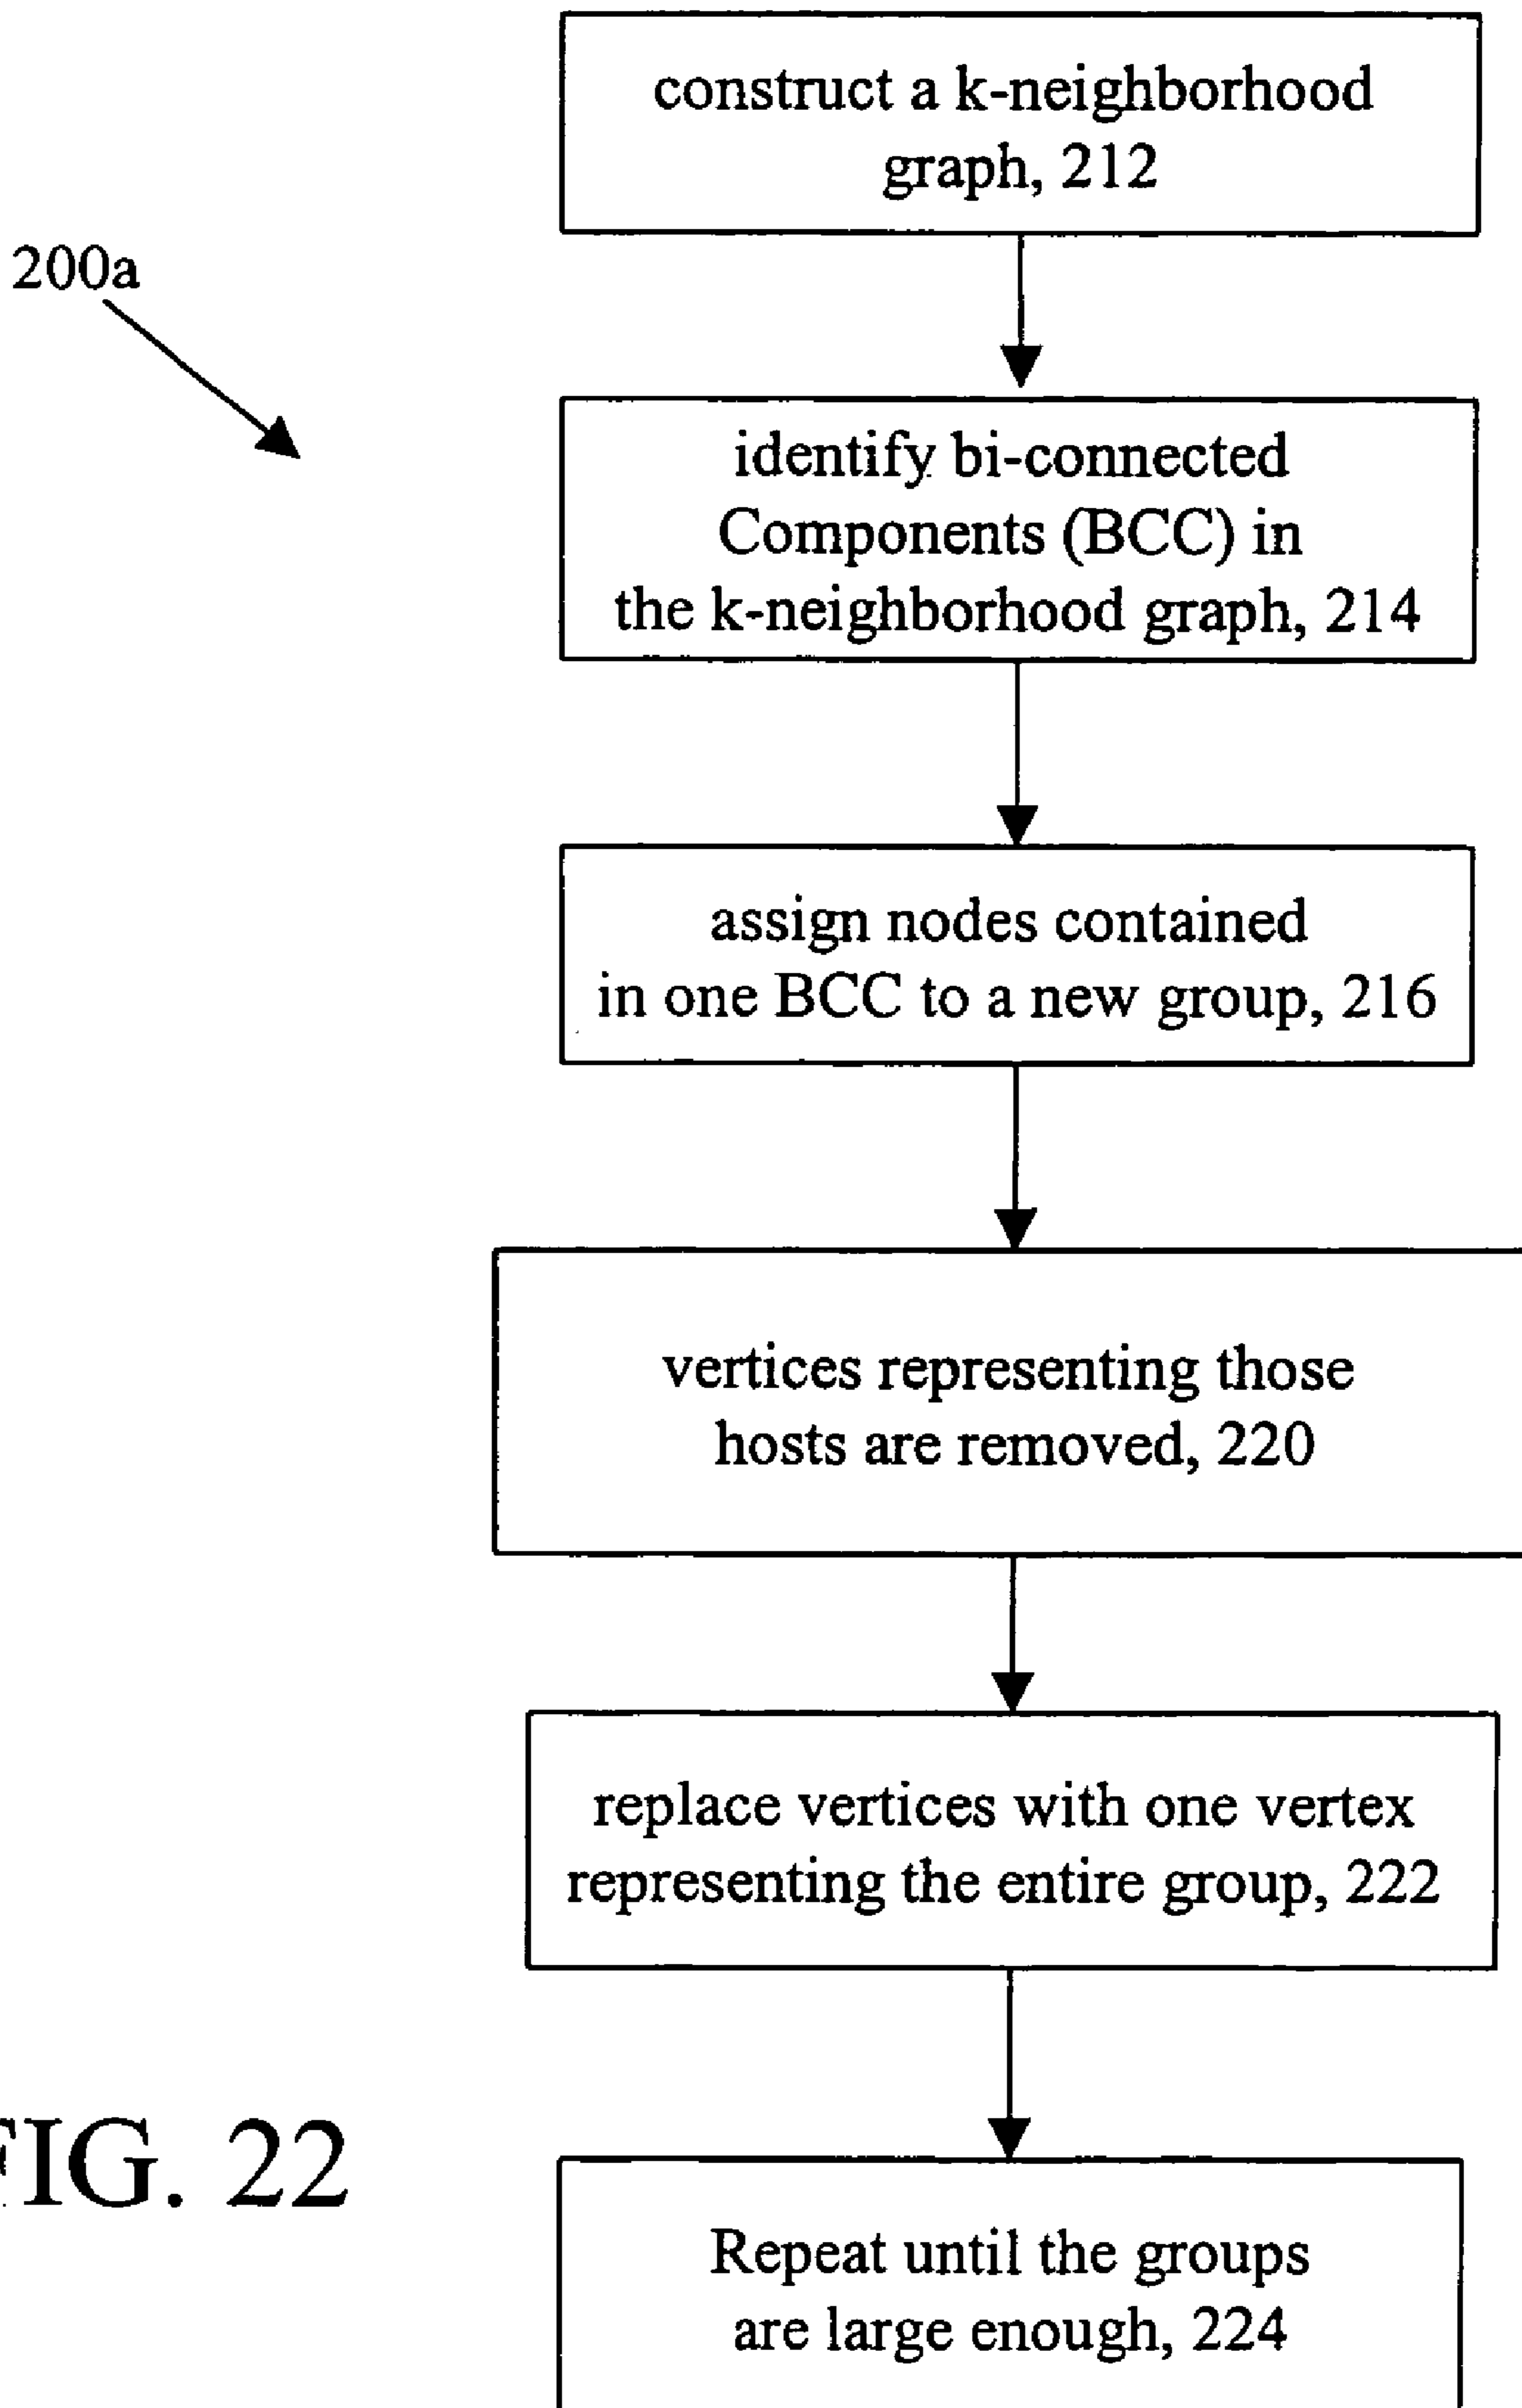 construct a k-neighborhood
graph, 212
200a
identify bi-connected
Components (BCC) in
the k-neighborhood graph, 214
assign nodes contained
in one BCC to a new group, 216
vertices representing those
hosts are removed, 220
replace vertices with one vertex
representing the entire group, 222
FIG. 22
Repeat until the groups
are large enough, 224